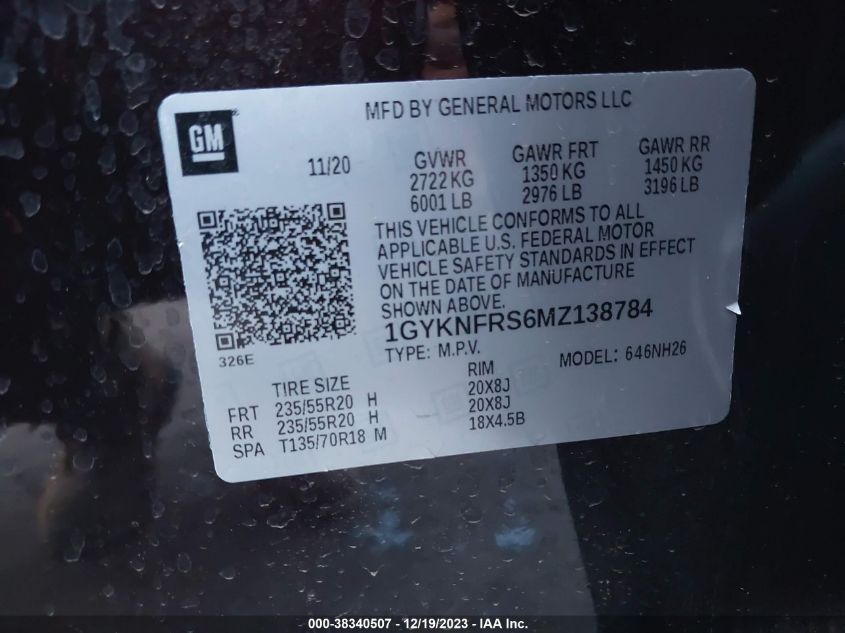 MFD BY GENERAL MOTORS LLC
GM
11/20
GVWR
2722 KG
6001 LB
GAWR FRT
1350 KG
2976 LB
GAWR RR
1450 KG
3196 LB
THIS VEHICLE CONFORMS TO ALL
APPLICABLE U.S. FEDERAL MOTOR
VEHICLE SAFETY STANDARDS IN EFFECT
ON THE DATE OF MANUFACTURE
SHOWN ABOVE.
1GYKNFRS6MZ138784
326E
TYPE: M.P.V.
MODEL: 646NH26
TIRE SIZE RIM
FRT 235/55R20 H 20X8J
RR 235/55R20 H 20X8J
SPA T135/70R18 M 18X4.5B
000-38340507 - 12/19/2023 - IAA Inc.